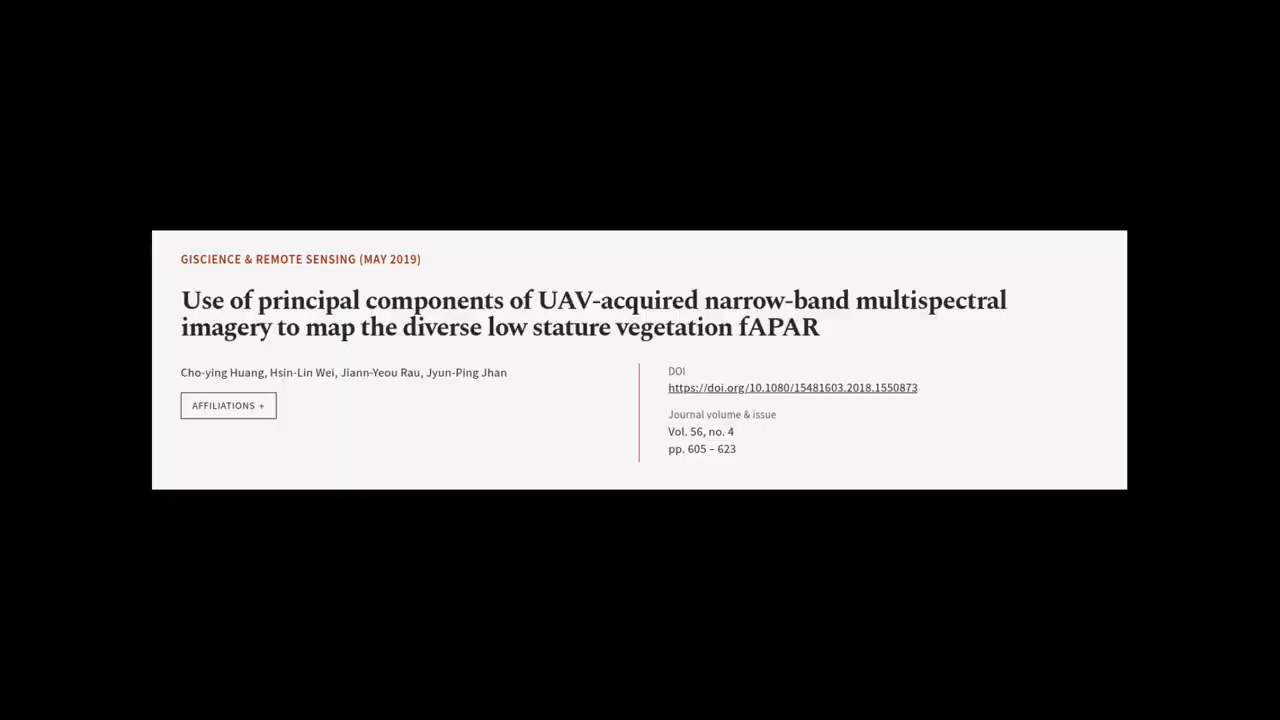 GISCIENCE & REMOTE SENSING (MAY 2019)
Use of principal components of UAV-acquired narrow-band multispectral
imagery to map the diverse low stature vegetation fAPAR
Cho-ying Huang, Hsin-Lin Wei, Jiann-Yeou Rau, Jyun-Ping Jhan
AFFILIATIONS +
DOI
https://doi.org/10.1080/15481603.2018.1550873
Journal volume & issue
Vol. 56, no. 4
pp. 605 – 623